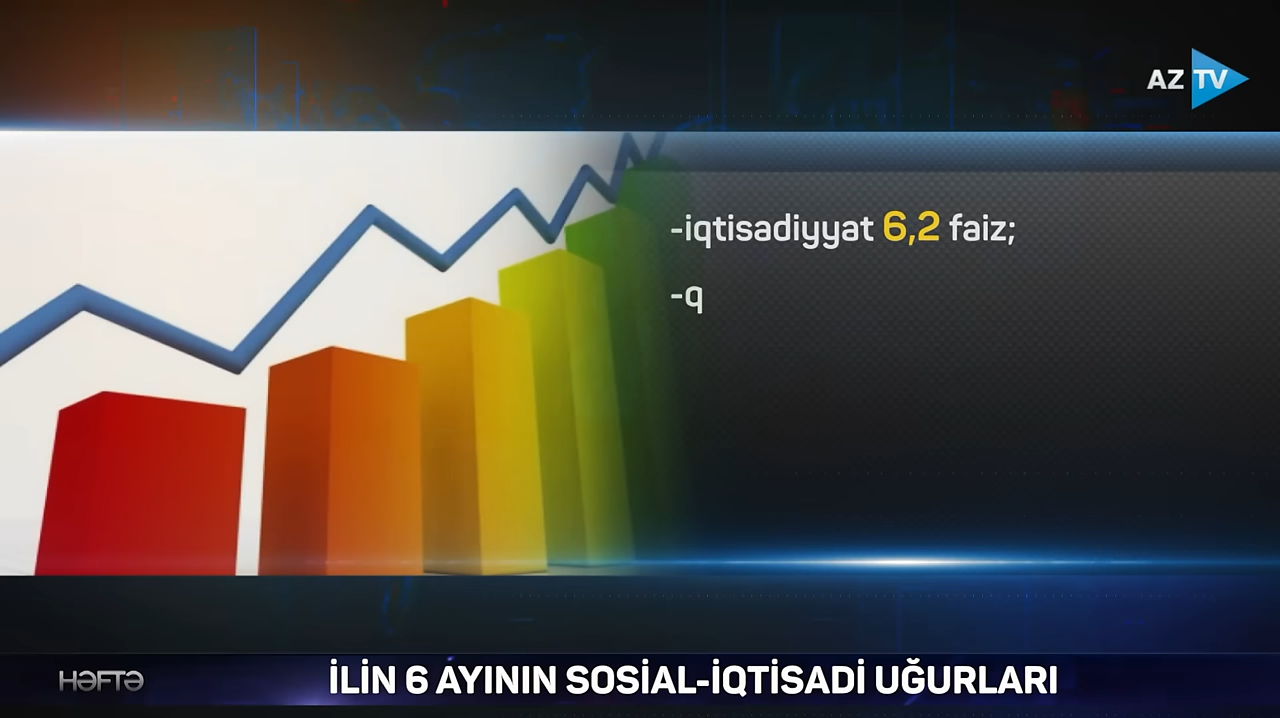 AZ TV
-iqtisadiyyat 6,2 faiz;
-q
HƏFTƏ
İLİN 6 AYININ SOSİAL-İQTİSADİ UĞURLARI